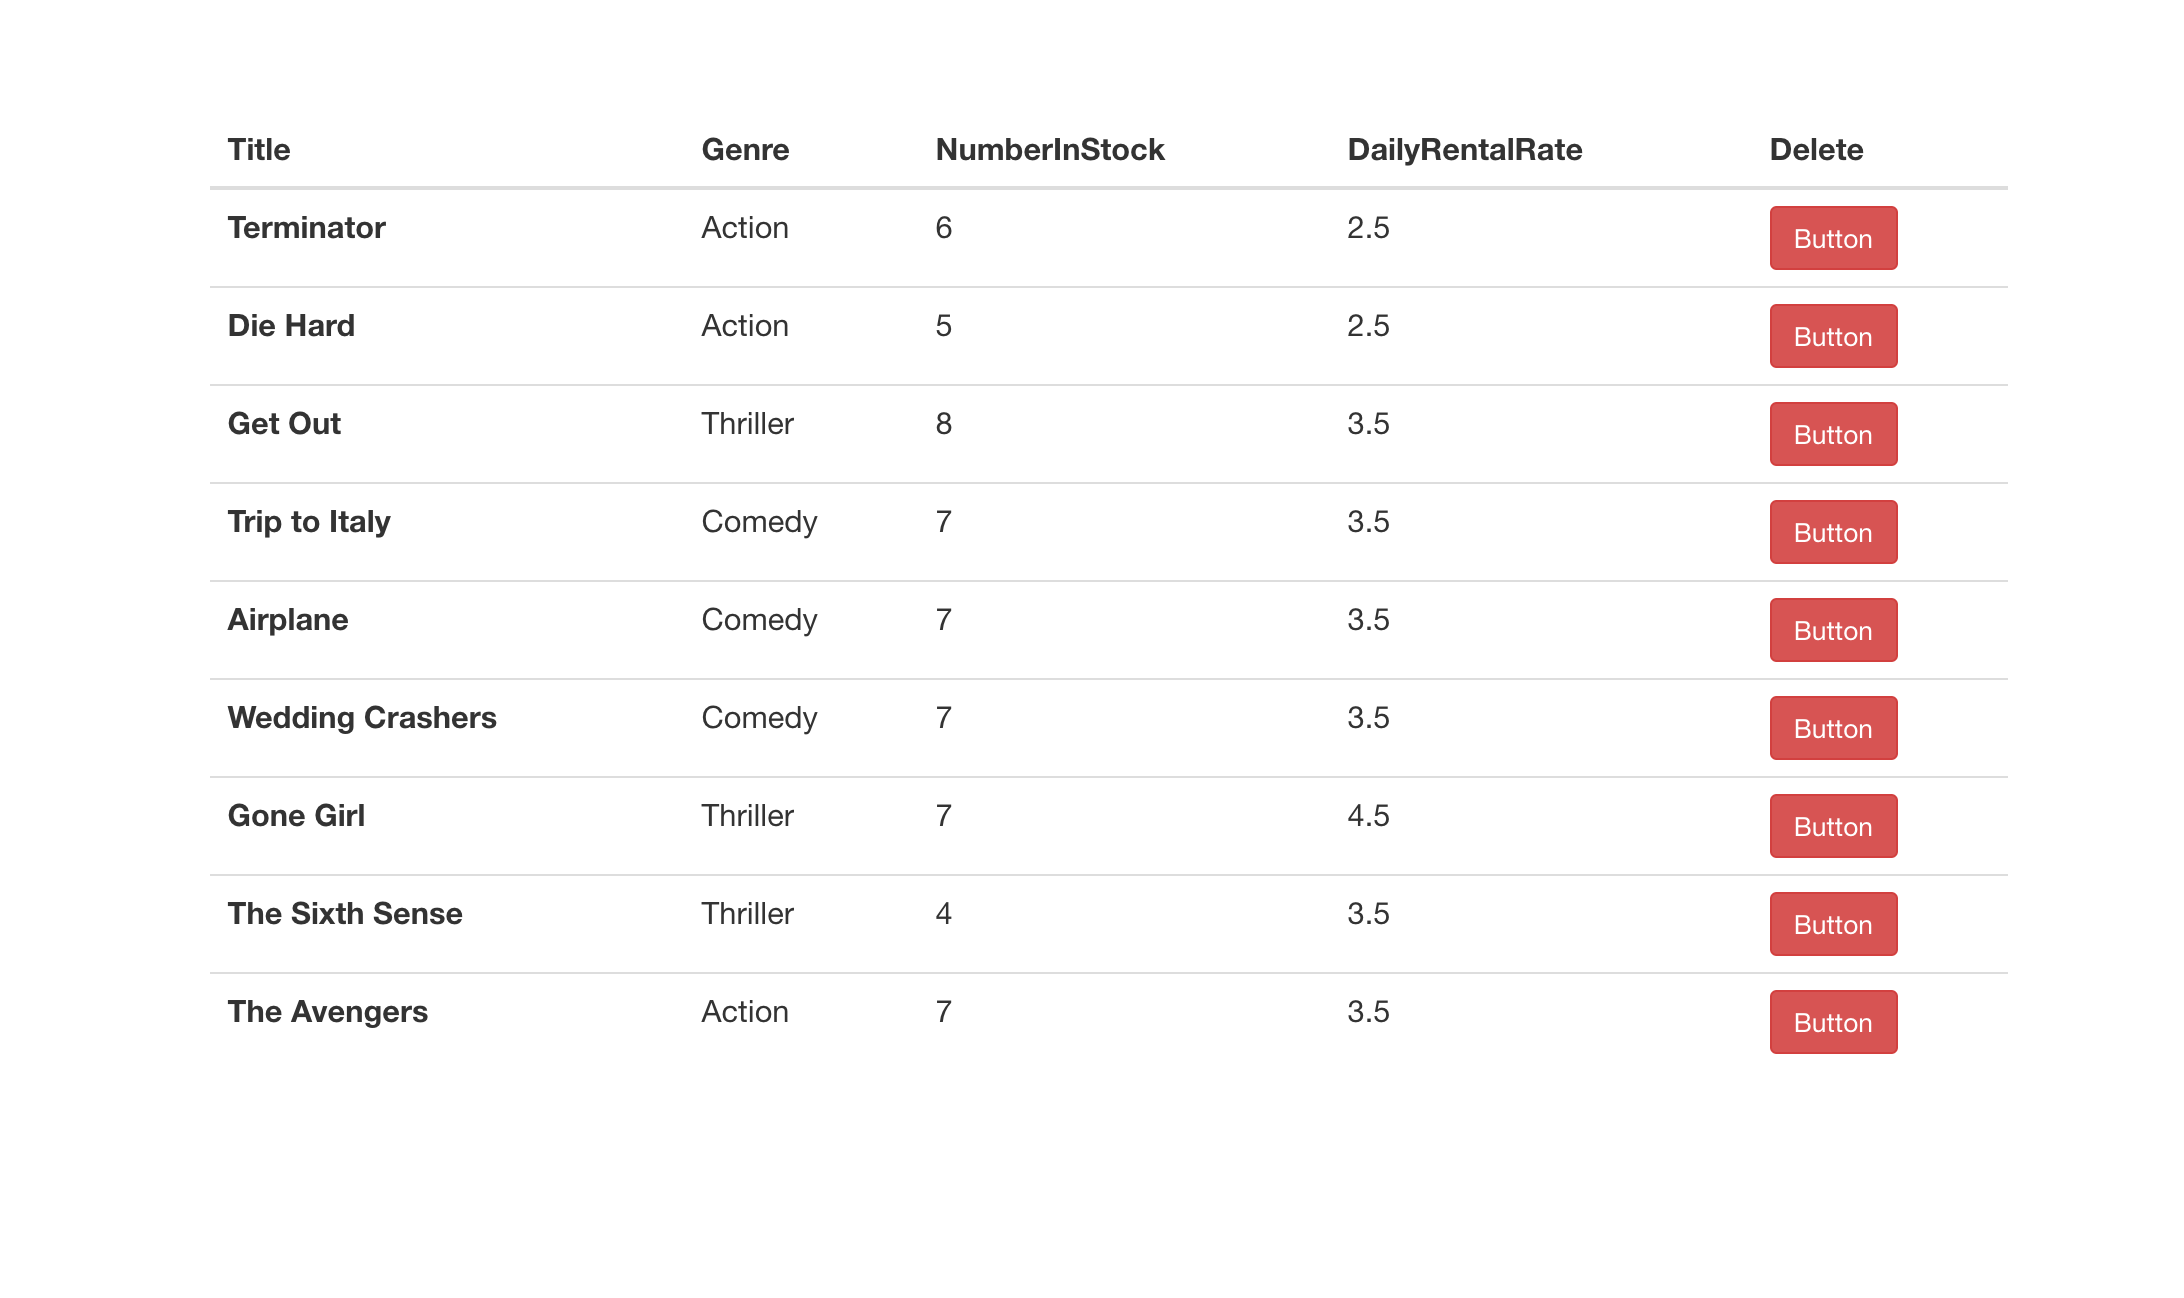 Title Genre NumberInStock DailyRentalRate Delete
Terminator Action 6 2.5 Button
Die Hard Action 5 2.5 Button
Get Out Thriller 8 3.5 Button
Trip to Italy Comedy 7 3.5 Button
Airplane Comedy 7 3.5 Button
Wedding Crashers Comedy 7 3.5 Button
Gone Girl Thriller 7 4.5 Button
The Sixth Sense Thriller 4 3.5 Button
The Avengers Action 7 3.5 Button